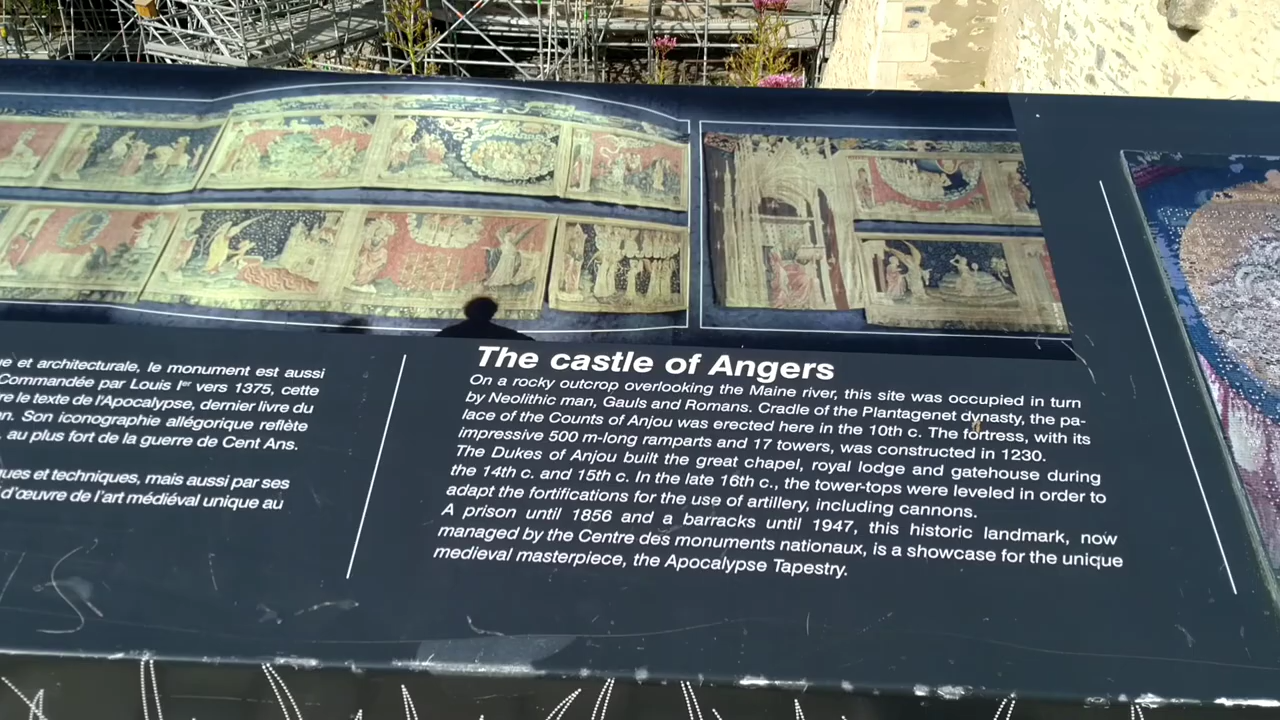 e et architecturale, le monument est aussi
Commandée par Louis Ier vers 1375, cette
re le texte de l'Apocalypse, dernier livre du
n. Son iconographie allégorique reflète
, au plus fort de la guerre de Cent Ans.
ques et techniques, mais aussi par ses
d'œuvre de l'art médiéval unique au
The castle of Angers
On a rocky outcrop overlooking the Maine river, this site was occupied in turn
by Neolithic man, Gauls and Romans. Cradle of the Plantagenet dynasty, the pa-
lace of the Counts of Anjou was erected here in the 10th c. The fortress, with its
impressive 500 m-long ramparts and 17 towers, was constructed in 1230.
The Dukes of Anjou built the great chapel, royal lodge and gatehouse during
the 14th c. and 15th c. In the late 16th c., the tower-tops were leveled in order to
adapt the fortifications for the use of artillery, including cannons.
A prison until 1856 and a barracks until 1947, this historic landmark, now
managed by the Centre des monuments nationaux, is a showcase for the unique
medieval masterpiece, the Apocalypse Tapestry.